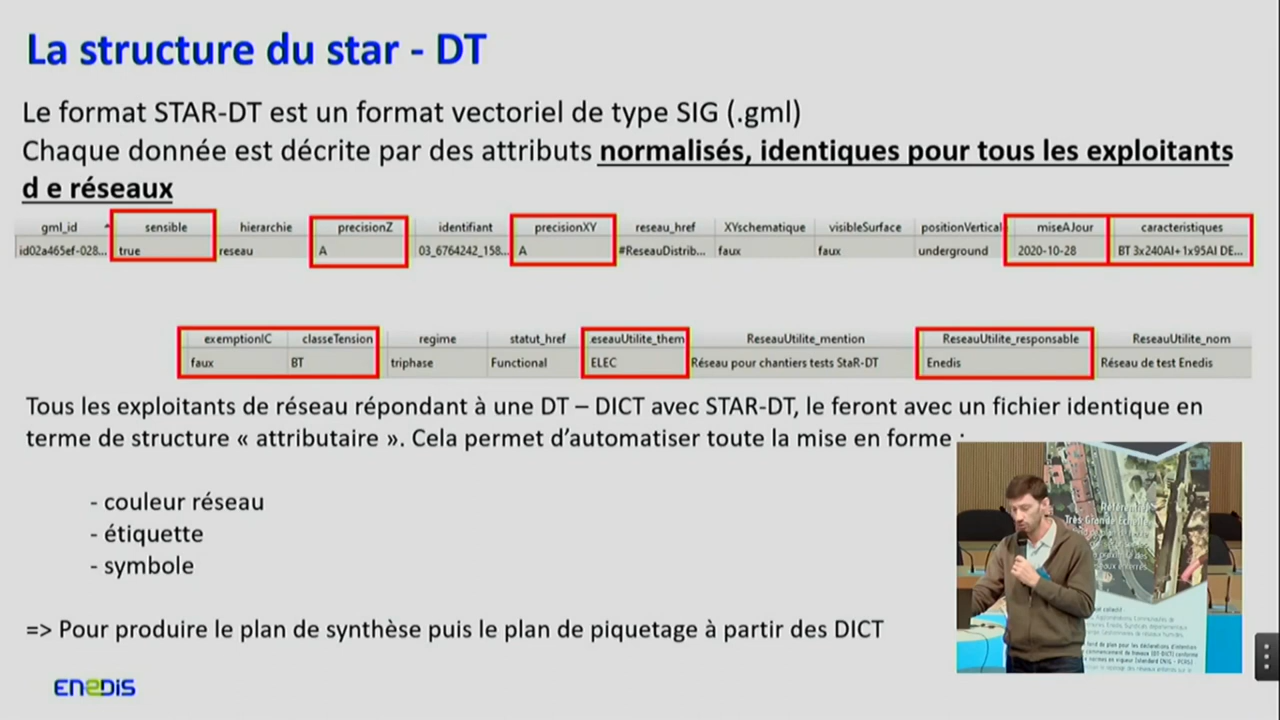 La structure du star - DT
Le format STAR-DT est un format vectoriel de type SIG (.gml)
Chaque donnée est décrite par des attributs normalisés, identiques pour tous les exploitants
d e réseaux
gml_id sensible hierarchie precisionZ identifiant precisionXY reseau_href XYschematique visibleSurface positionVertical miseAJour caracteristiques
id02a465ef-028... true reseau A 03_6764242_158... A #ReseauDistrib... faux faux underground 2020-10-28 BT 3x240Al+ 1x95Al DE...
exemptionIC classeTension regime statut_href .eseauUtilite_them ReseauUtilite_mention ReseauUtilite_responsable ReseauUtilite_nom
faux BT triphase Functional ELEC Réseau pour chantiers tests StaR-DT Enedis Réseau de test Enedis
Tous les exploitants de réseau répondant à une DT – DICT avec STAR-DT, le feront avec un fichier identique en
terme de structure « attributaire ». Cela permet d’automatiser toute la mise en forme :
- couleur réseau
- étiquette
- symbole
Très Grande Echelle
=> Pour produire le plan de synthèse puis le plan de piquetage à partir des DICT
ENEDIS